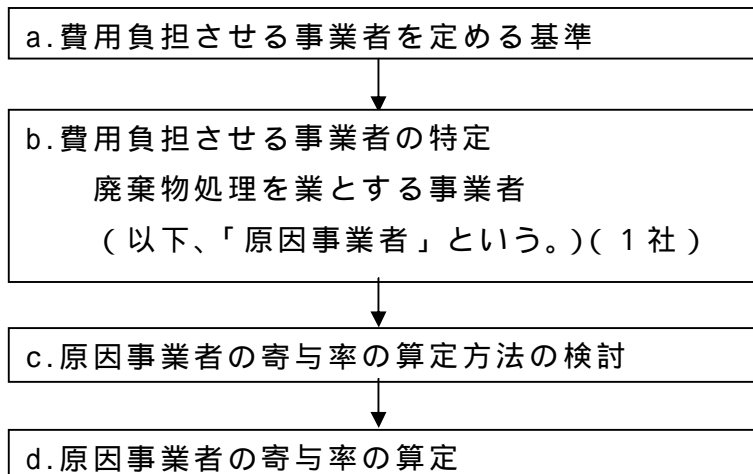 a.費用負担させる事業者を定める基準
b.費用負担させる事業者の特定
廃棄物処理を業とする事業者
(以下、「原因事業者」という。)(1社)
c.原因事業者の寄与率の算定方法の検討
d.原因事業者の寄与率の算定